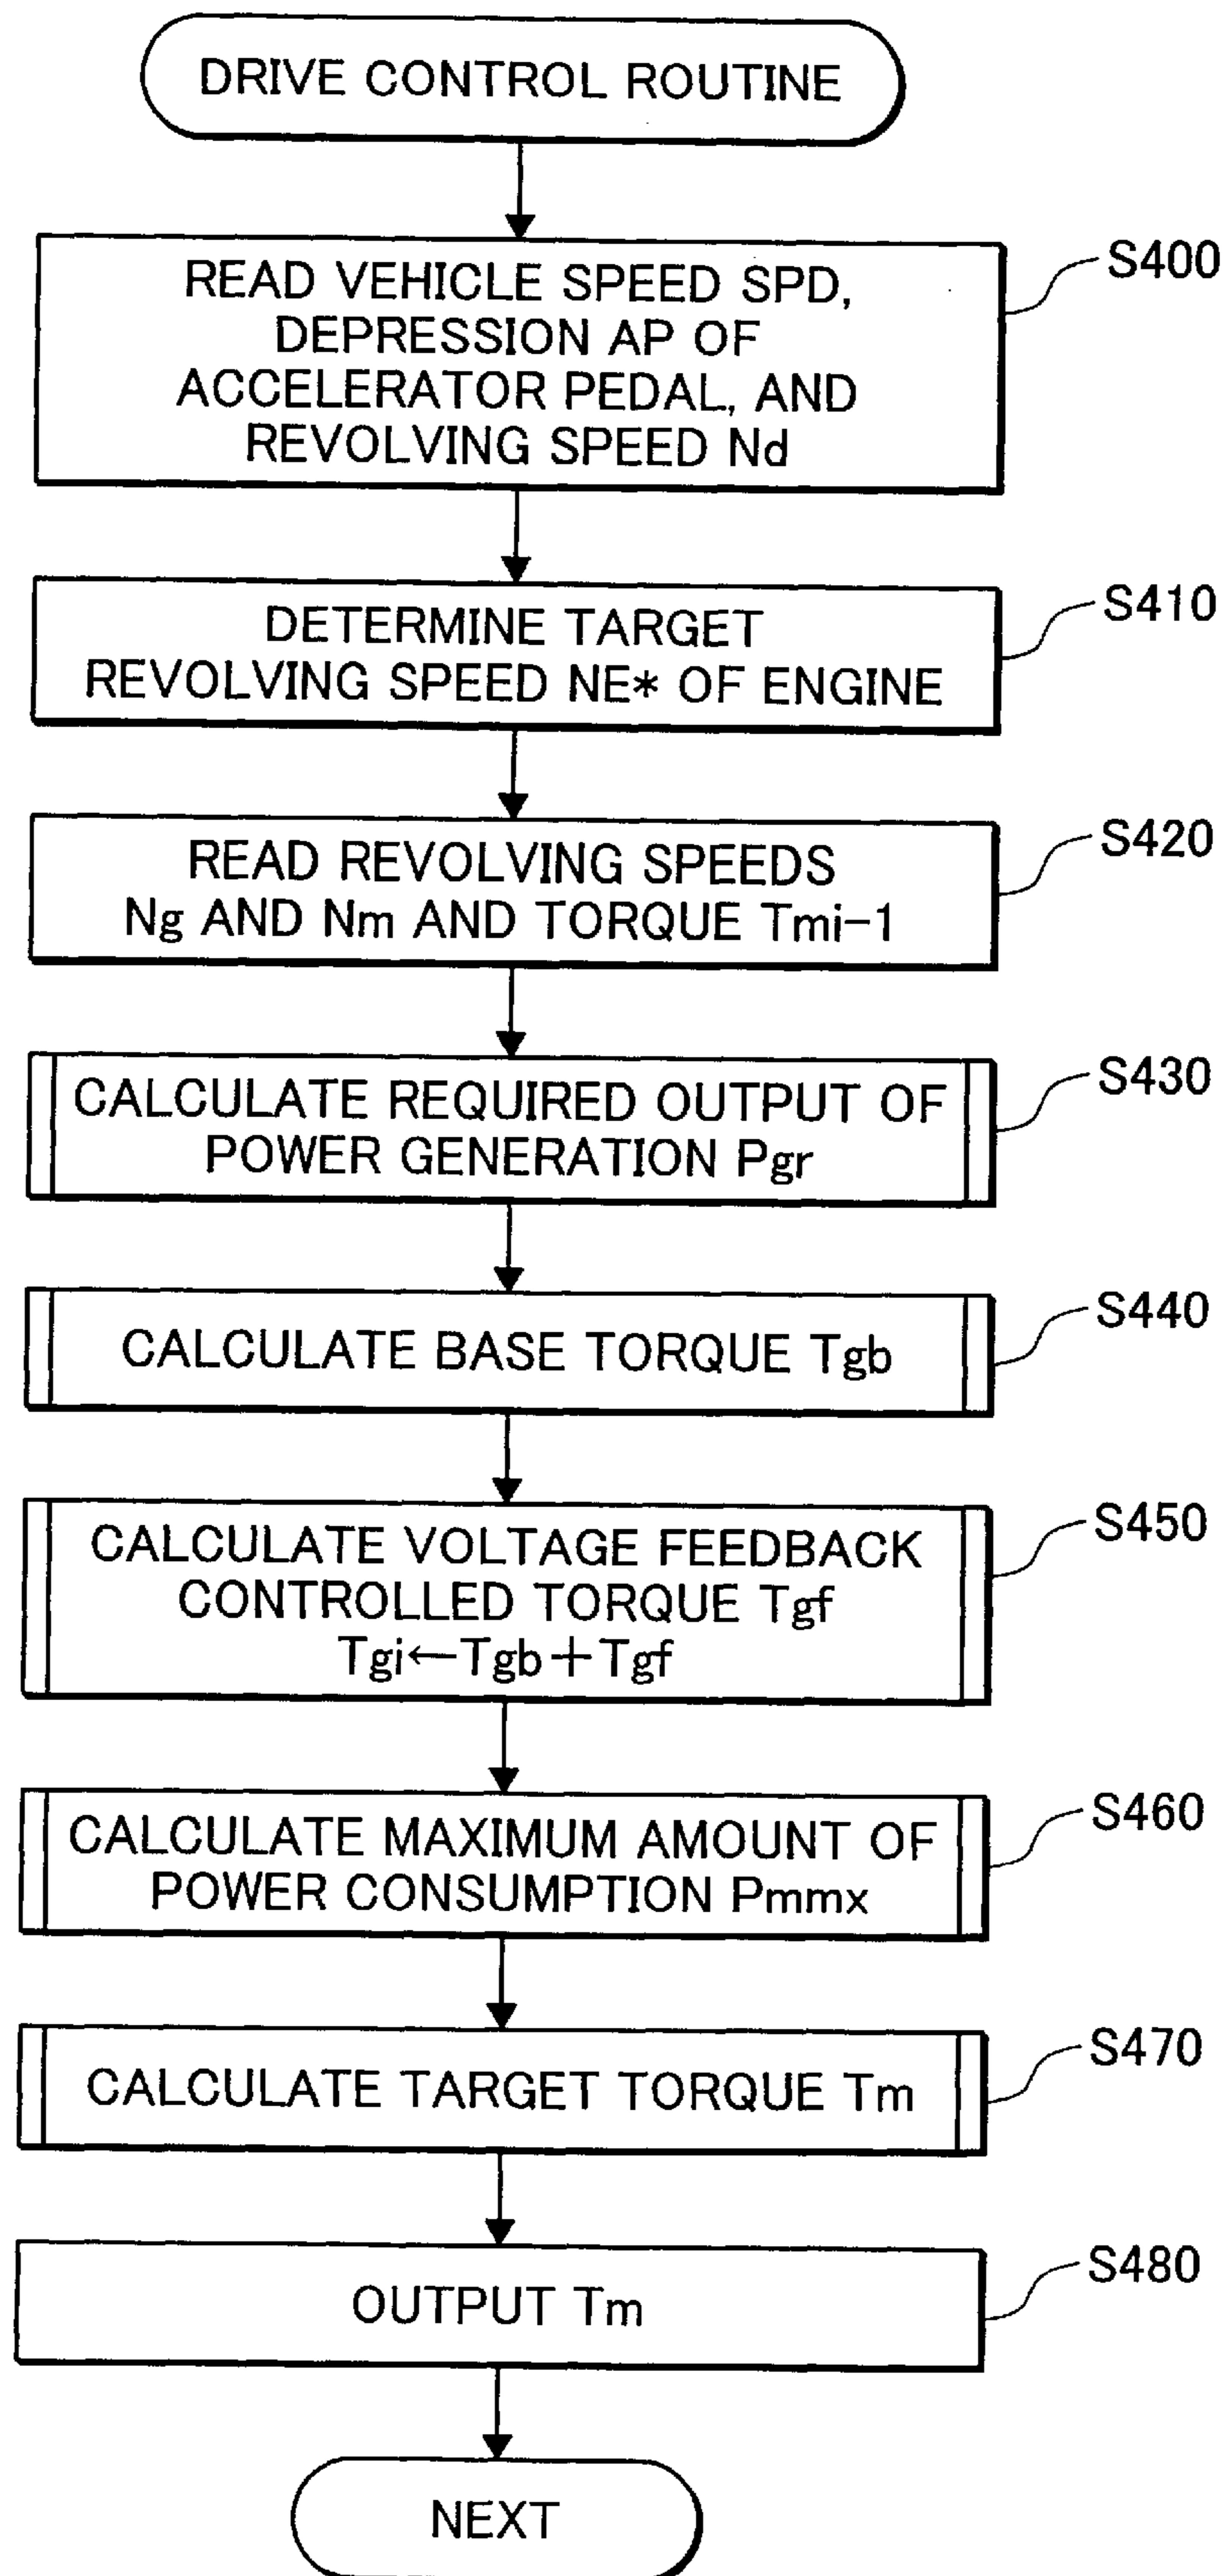 DRIVE CONTROL ROUTINE
READ VEHICLE SPEED SPD,
DEPRESSION AP OF
ACCELERATOR PEDAL, AND
REVOLVING SPEED Nd
S400
DETERMINE TARGET
REVOLVING SPEED NE* OF ENGINE
S410
READ REVOLVING SPEEDS
Ng AND Nm AND TORQUE Tmi-1
S420
CALCULATE REQUIRED OUTPUT OF
POWER GENERATION Pgr
S430
CALCULATE BASE TORQUE Tgb
S440
CALCULATE VOLTAGE FEEDBACK
CONTROLLED TORQUE Tgf
Tgi←Tgb+Tgf
S450
CALCULATE MAXIMUM AMOUNT OF
POWER CONSUMPTION Pmmx
S460
CALCULATE TARGET TORQUE Tm
S470
OUTPUT Tm
S480
NEXT